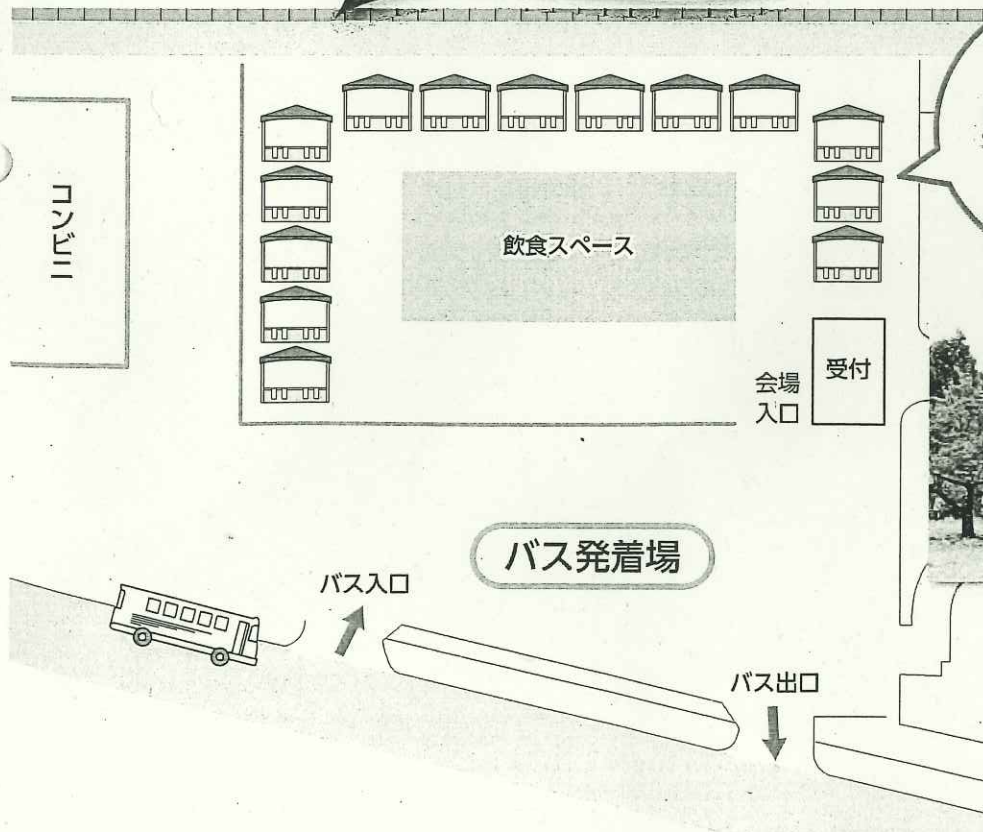 コンビニ
飲食スペース
会場
入口
受付
バス発着場
バス入口
バス出口